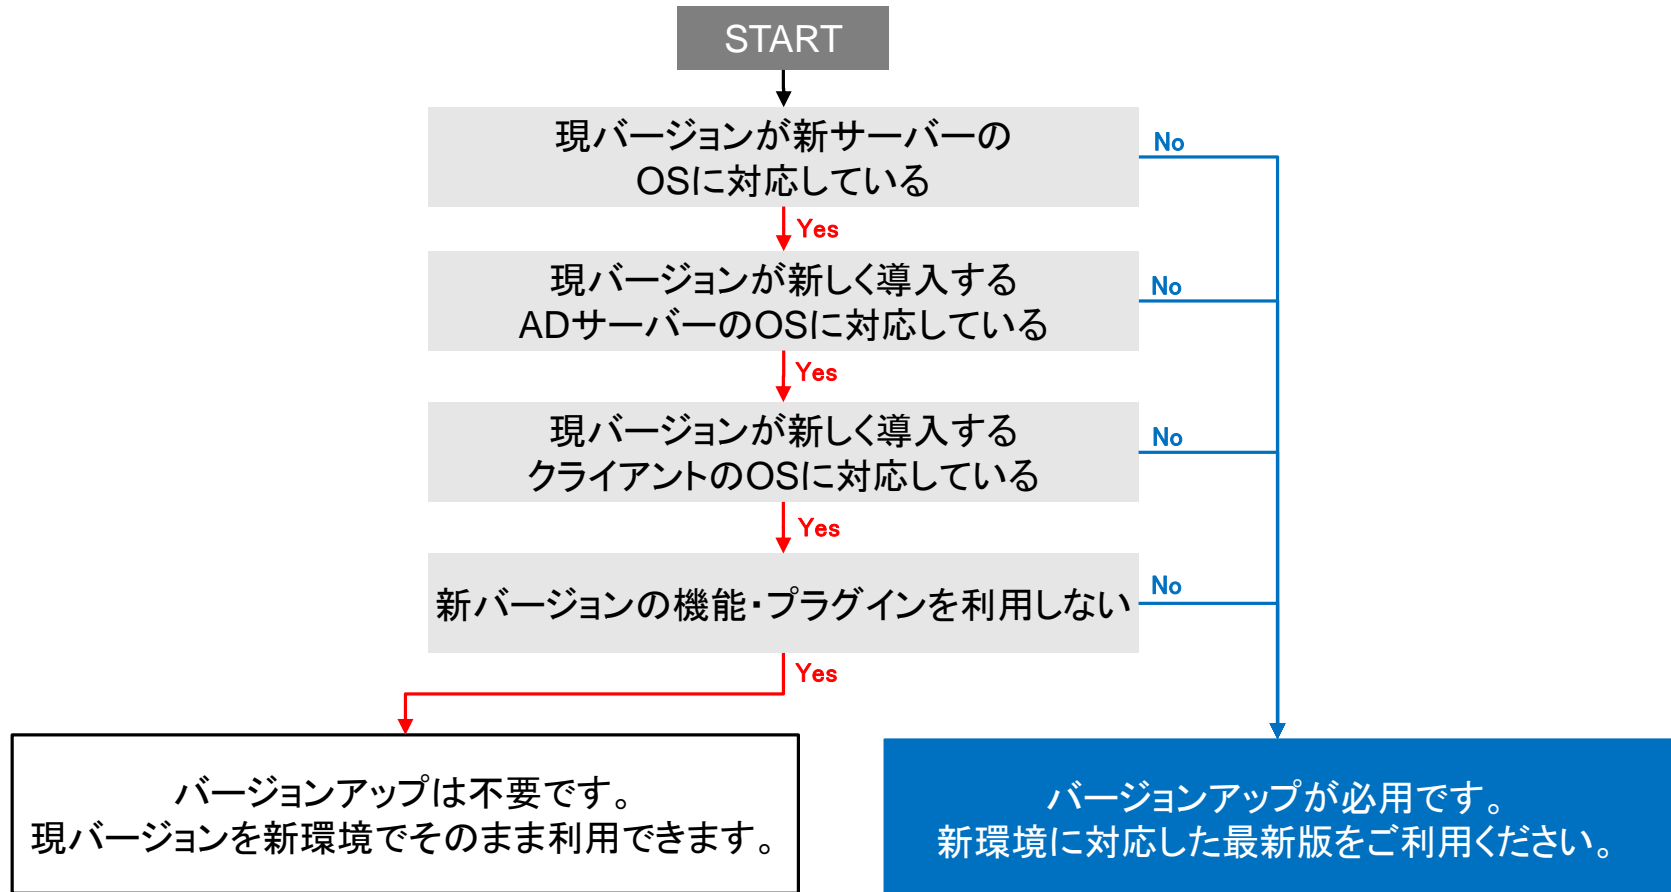 START
現バージョンが新サーバーの
OSに対応している
No
Yes
現バージョンが新しく導入する
ADサーバーのOSに対応している
No
Yes
現バージョンが新しく導入する
クライアントのOSに対応している
No
Yes
新バージョンの機能・プラグインを利用しない
No
Yes
バージョンアップは不要です。
現バージョンを新環境でそのまま利用できます。
バージョンアップが必用です。
新環境に対応した最新版をご利用ください。